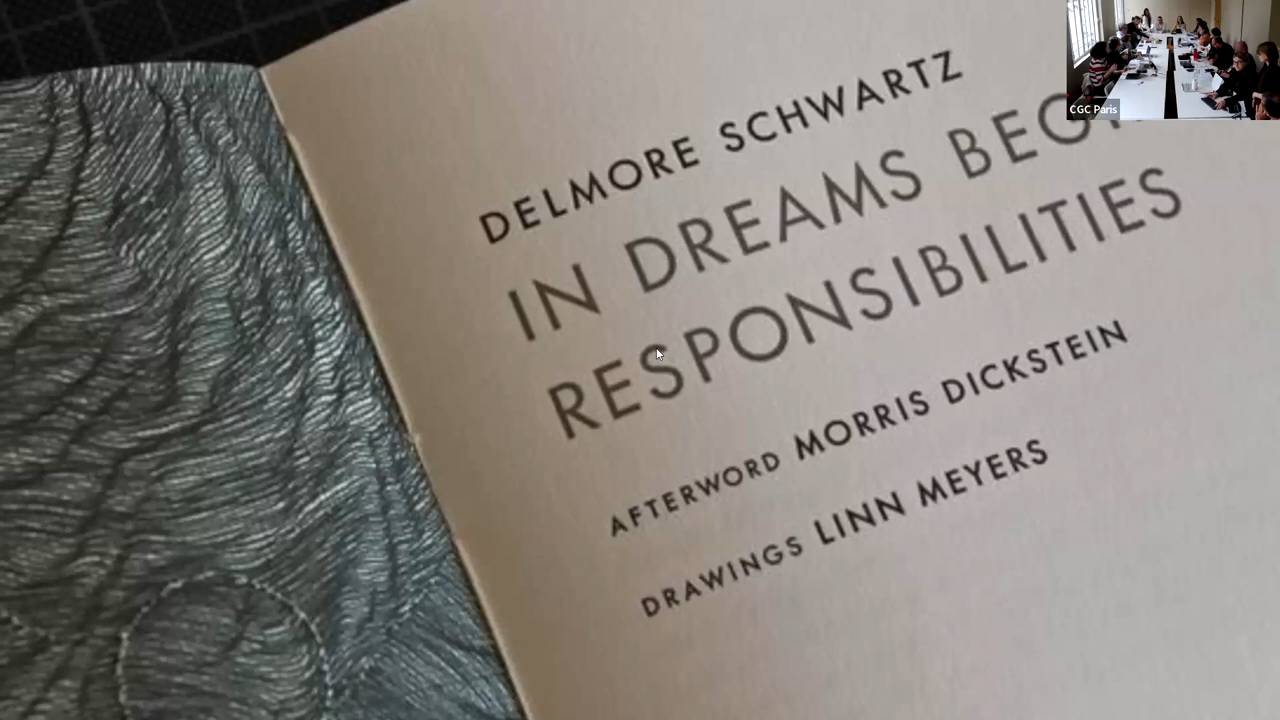 DELMORE SCHWARTZ
IN DREAMS
RESPONSIBILITIES
AFTERWORD MORRIS DICKSTEIN
DRAWINGS LINN MEYERS
CGC Paris